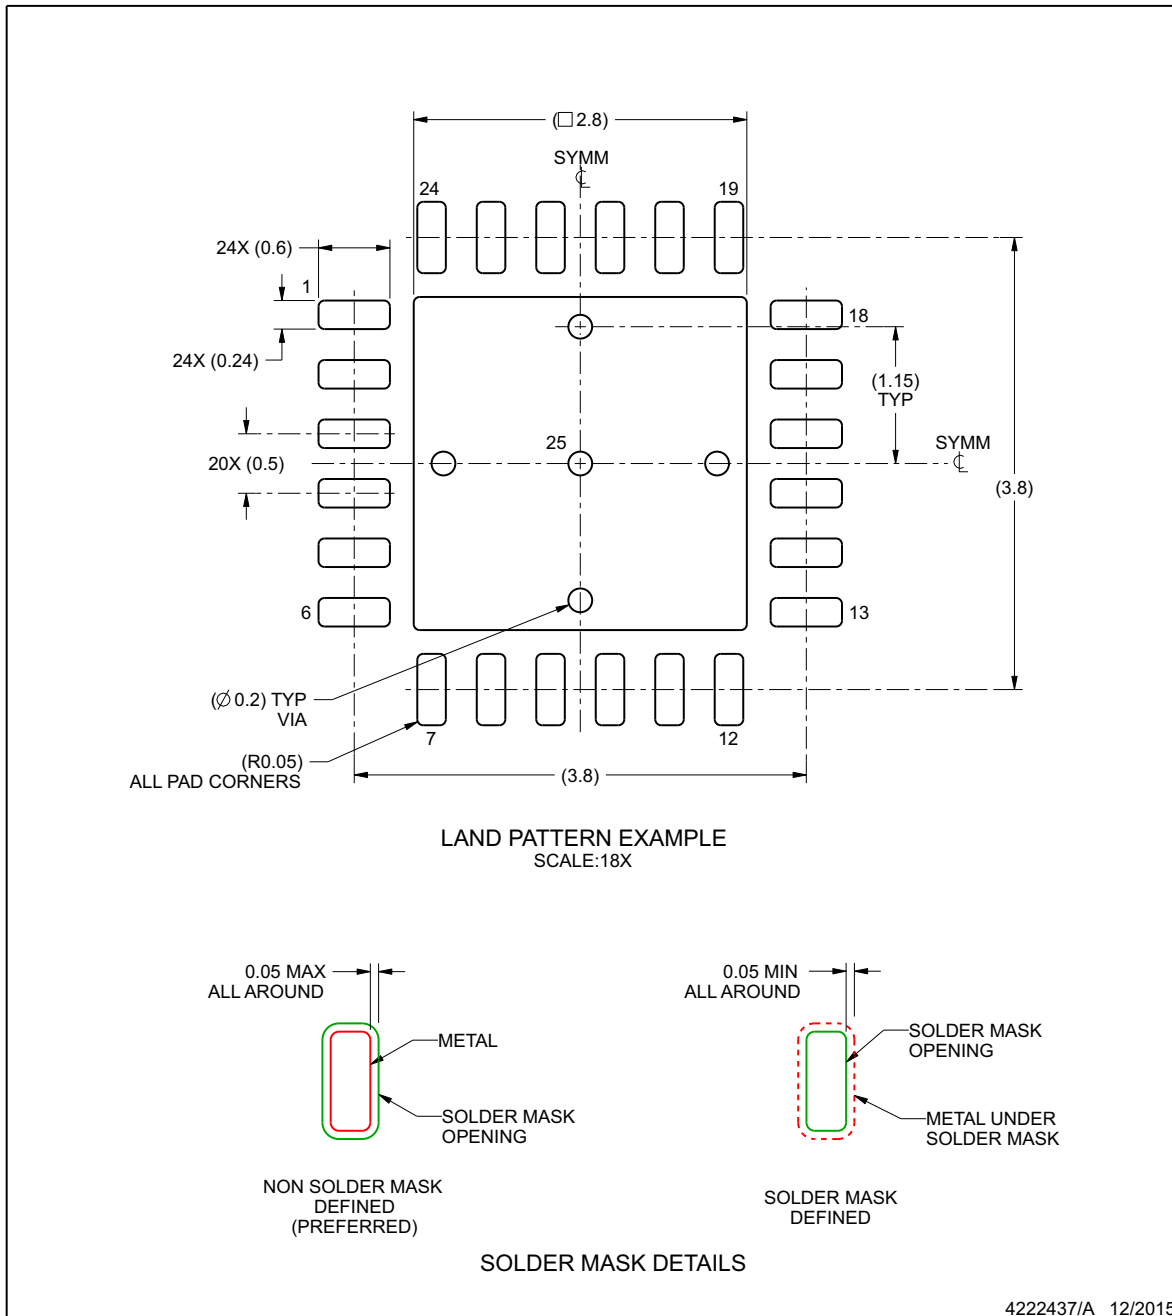 (□ 2.8)
SYMM
℄
24
19
24X (0.6)
1
18
24X (0.24)
(1.15)
TYP
25
SYMM
℄
20X (0.5)
(3.8)
6
13
(∅ 0.2) TYP
VIA
7
12
(R0.05)
ALL PAD CORNERS
(3.8)
LAND PATTERN EXAMPLE
SCALE:18X
0.05 MAX
ALL AROUND
METAL
SOLDER MASK
OPENING
NON SOLDER MASK
DEFINED
(PREFERRED)
0.05 MIN
ALL AROUND
SOLDER MASK
OPENING
METAL UNDER
SOLDER MASK
SOLDER MASK
DEFINED
SOLDER MASK DETAILS
4222437/A 12/2015